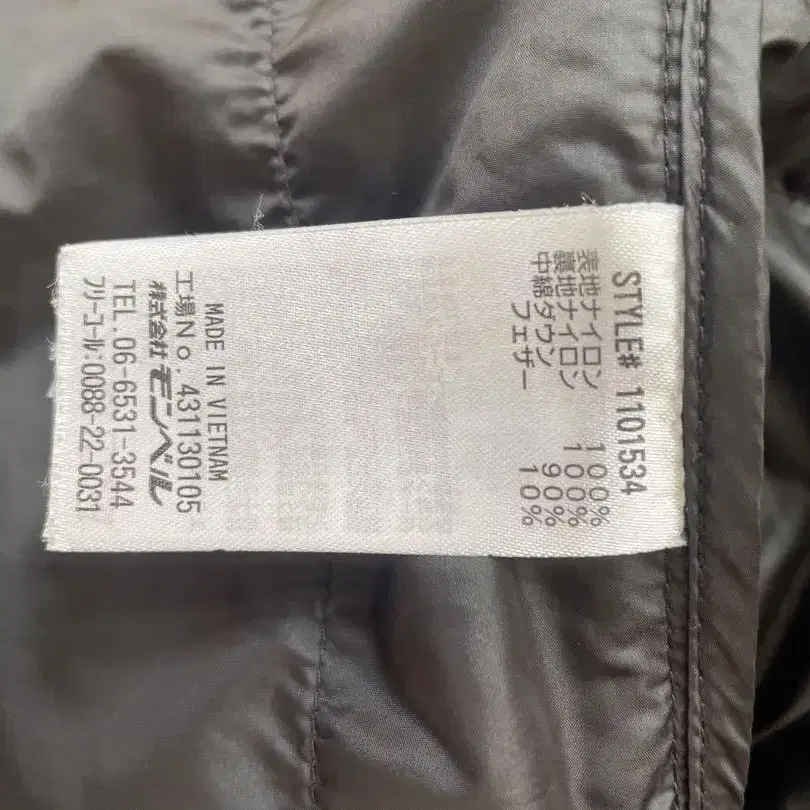 STYLE# 1101534
表地ナイロン 100%
裏地ナイロン 100%
中綿ダウン 90%
フェザー 10%
MADE IN VIETNAM
工場No. 431130105
株式会社 モンベル
TEL.06-6531-3544
フリーコール:0088-22-0031